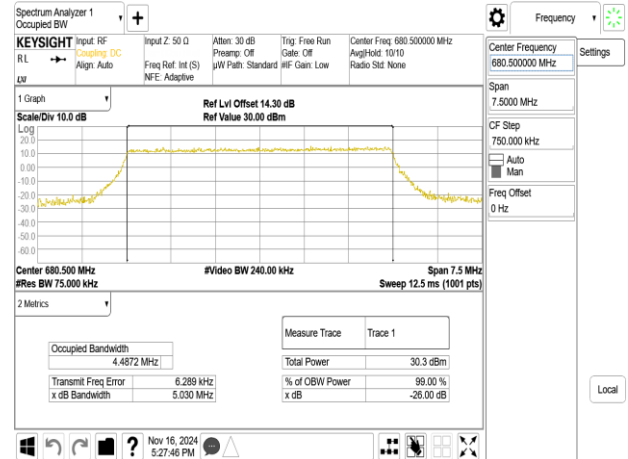 Spectrum Analyzer 1
Occupied BW
Frequency
KEYSIGHT
Input: RF
Coupling: DC
Align: Auto
RL
LXI
Input Z: 50 Ω
Freq Ref: Int (S)
NFE: Adaptive
Atten: 30 dB
Preamp: Off
µW Path: Standard
Trig: Free Run
Gate: Off
#IF Gain: Low
Center Freq: 680.500000 MHz
Avg|Hold: 10/10
Radio Std: None
Center Frequency
680.500000 MHz
Settings
Span
7.5000 MHz
CF Step
750.000 kHz
Auto
Man
Freq Offset
0 Hz
1 Graph
Scale/Div 10.0 dB
Ref Lvl Offset 14.30 dB
Ref Value 30.00 dBm
Log
20.0
10.0
0.00
-10.0
-20.0
-30.0
-40.0
-50.0
-60.0
Center 680.500 MHz
#Video BW 240.00 kHz
Span 7.5 MHz
#Res BW 75.000 kHz
Sweep 12.5 ms (1001 pts)
2 Metrics
Measure Trace Trace 1
Occupied Bandwidth
4.4872 MHz
Total Power 30.3 dBm
Transmit Freq Error 6.289 kHz
% of OBW Power 99.00 %
x dB Bandwidth 5.030 MHz
x dB -26.00 dB
Local
?
Nov 16, 2024
5:27:46 PM